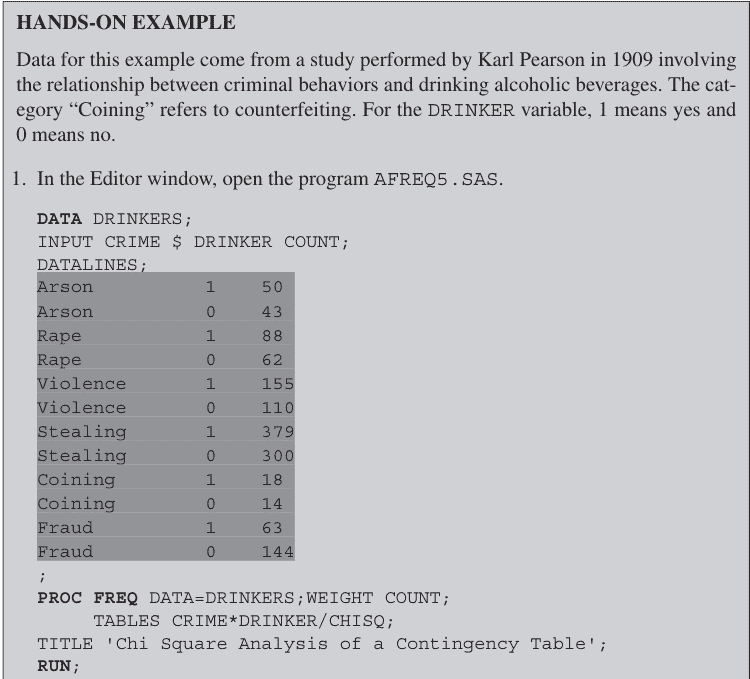 HANDS-ON EXAMPLE
Data for this example come from a study performed by Karl Pearson in 1909 involving
the relationship between criminal behaviors and drinking alcoholic beverages. The cat-
egory “Coining” refers to counterfeiting. For the DRINKER variable, 1 means yes and
0 means no.
1. In the Editor window, open the program AFREQ5.SAS.
DATA DRINKERS;
INPUT CRIME $ DRINKER COUNT;
DATALINES;
Arson 1 50
Arson 0 43
Rape 1 88
Rape 0 62
Violence 1 155
Violence 0 110
Stealing 1 379
Stealing 0 300
Coining 1 18
Coining 0 14
Fraud 1 63
Fraud 0 144
;
PROC FREQ DATA=DRINKERS;WEIGHT COUNT;
TABLES CRIME*DRINKER/CHISQ;
TITLE 'Chi Square Analysis of a Contingency Table';
RUN;